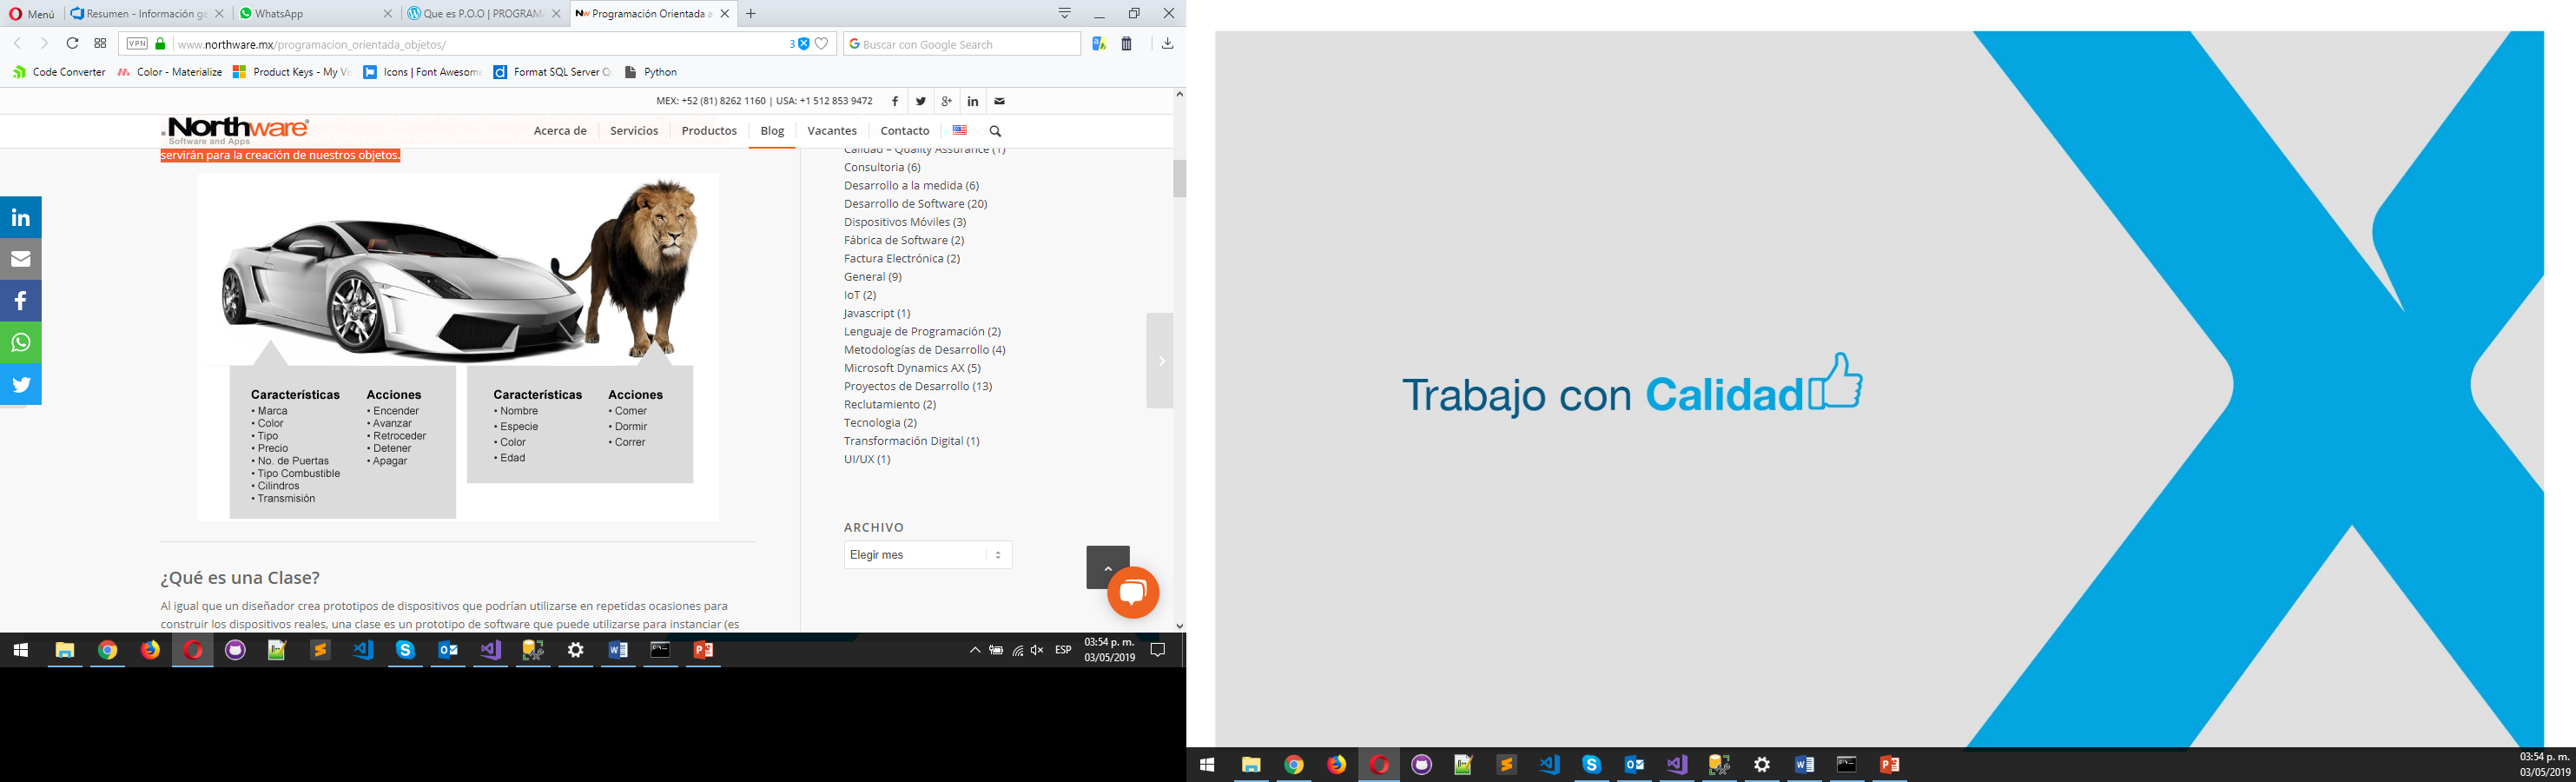 Menú
Resumen - Información ge
WhatsApp
Que es P.O.O | PROGRAMA
Nw Programación Orientada a
VPN
www.northware.mx/programacion_orientada_objetos/
3
Buscar con Google Search
Code Converter
Color - Materialize
Product Keys - My Vi
Icons | Font Awesome
Format SQL Server Q
Python
MEX: +52 (81) 8262 1160 | USA: +1 512 853 9472
.Northware®
Software and Apps
Acerca de
Servicios
Productos
Blog
Vacantes
Contacto
servirán para la creación de nuestros objetos.
Características
• Marca
• Color
• Tipo
• Precio
• No. de Puertas
• Tipo Combustible
• Cilindros
• Transmisión
Acciones
• Encender
• Avanzar
• Retroceder
• Detener
• Apagar
Características
• Nombre
• Especie
• Color
• Edad
Acciones
• Comer
• Dormir
• Correr
¿Qué es una Clase?
Al igual que un diseñador crea prototipos de dispositivos que podrían utilizarse en repetidas ocasiones para
construir los dispositivos reales, una clase es un prototipo de software que puede utilizarse para instanciar (es
Calidad – Quality Assurance (1)
Consultoria (6)
Desarrollo a la medida (6)
Desarrollo de Software (20)
Dispositivos Móviles (3)
Fábrica de Software (2)
Factura Electrónica (2)
General (9)
IoT (2)
Javascript (1)
Lenguaje de Programación (2)
Metodologías de Desarrollo (4)
Microsoft Dynamics AX (5)
Proyectos de Desarrollo (13)
Reclutamiento (2)
Tecnologia (2)
Transformación Digital (1)
UI/UX (1)
ARCHIVO
Elegir mes
ESP
03:54 p. m.
03/05/2019
Trabajo con Calidad
03:54 p. m.
03/05/2019